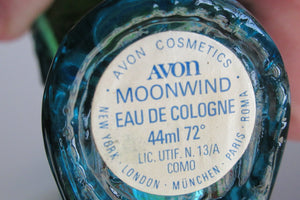 · AVON COSMETICS ·
AVON
MOONWIND
EAU DE COLOGNE
44ml 72°
LIC. UTIF. N. 13/A
COMO
NEW YORK · LONDON · MÜNCHEN · PARIS · ROMA